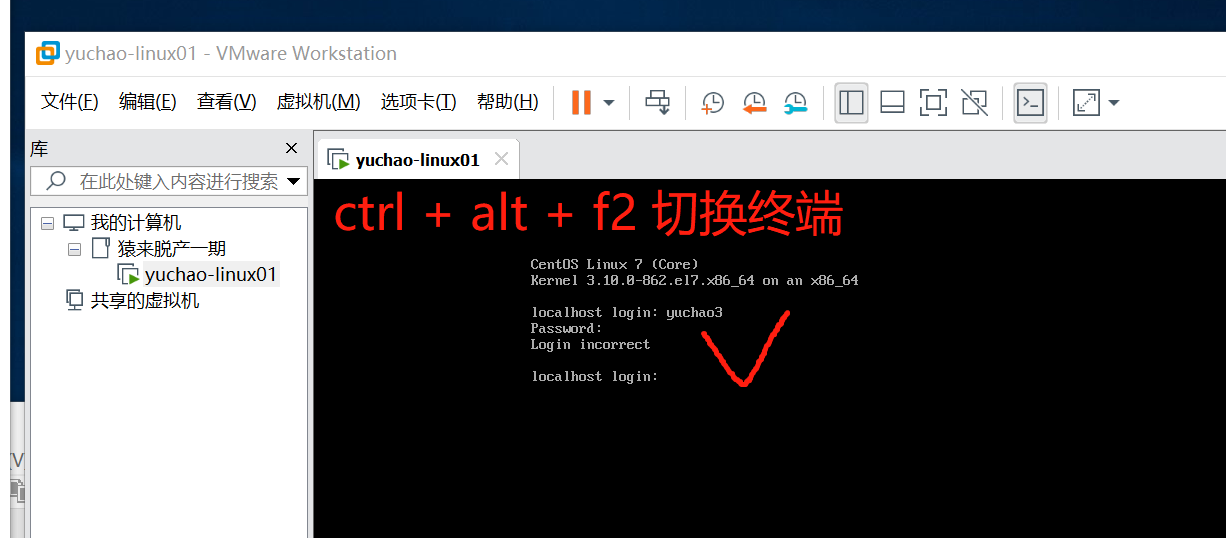 yuchao-linux01 - VMware Workstation
文件(F) 编辑(E) 查看(V) 虚拟机(M) 选项卡(T) 帮助(H)
库
在此处键入内容进行搜索
我的计算机
猿来脱产一期
yuchao-linux01
共享的虚拟机
yuchao-linux01
ctrl + alt + f2 切换终端
CentOS Linux 7 (Core)
Kernel 3.10.0-862.el7.x86_64 on an x86_64
localhost login: yuchao3
Password:
Login incorrect
localhost login: